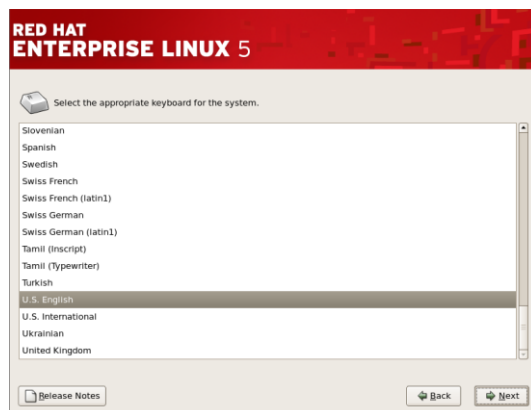 RED HAT
ENTERPRISE LINUX 5
Select the appropriate keyboard for the system.
Slovenian
Spanish
Swedish
Swiss French
Swiss French (latin1)
Swiss German
Swiss German (latin1)
Tamil (Inscript)
Tamil (Typewriter)
Turkish
U.S. English
U.S. International
Ukrainian
United Kingdom
Release Notes
Back
Next